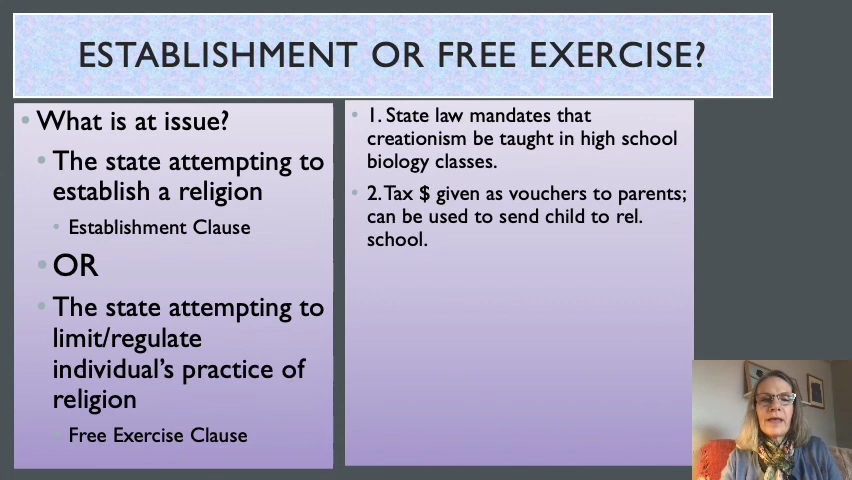 ESTABLISHMENT OR FREE EXERCISE?
• What is at issue?
• The state attempting to
establish a religion
• Establishment Clause
• OR
• The state attempting to
limit/regulate
individual's practice of
religion
• Free Exercise Clause
• 1. State law mandates that
creationism be taught in high school
biology classes.
• 2. Tax $ given as vouchers to parents;
can be used to send child to rel.
school.